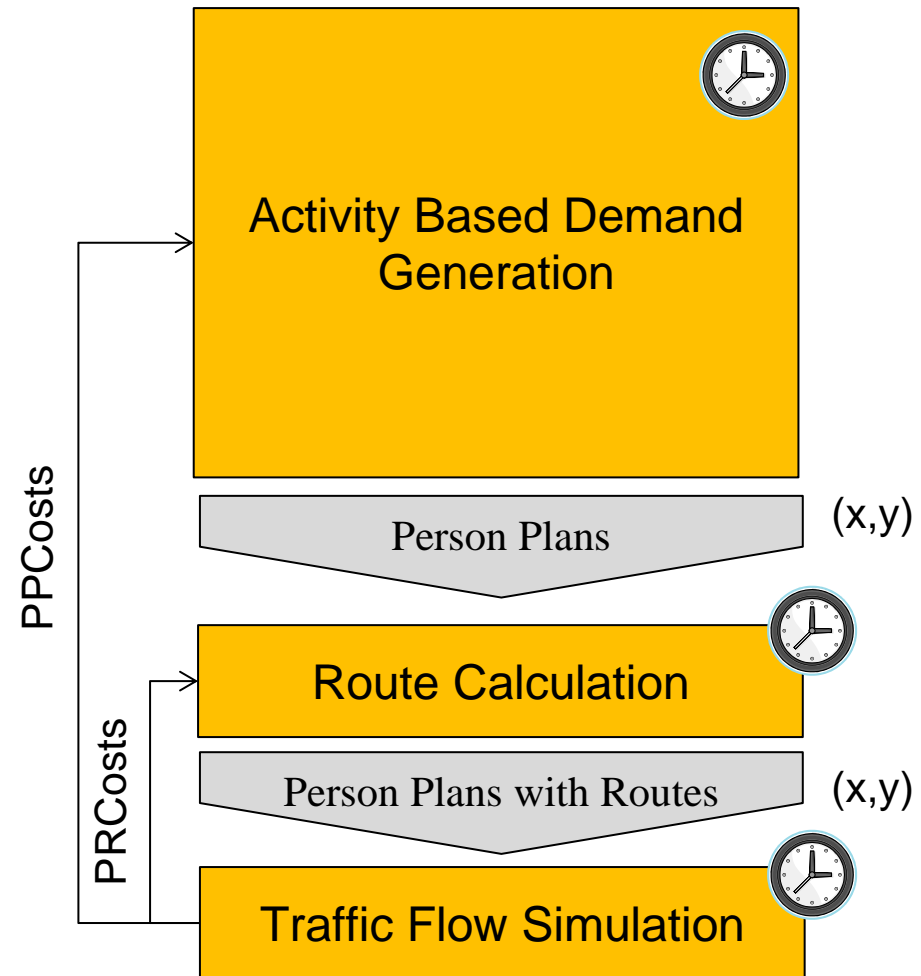 Activity Based Demand
Generation
PPCosts
Person Plans
(x,y)
Route Calculation
PRCosts
Person Plans with Routes
(x,y)
Traffic Flow Simulation